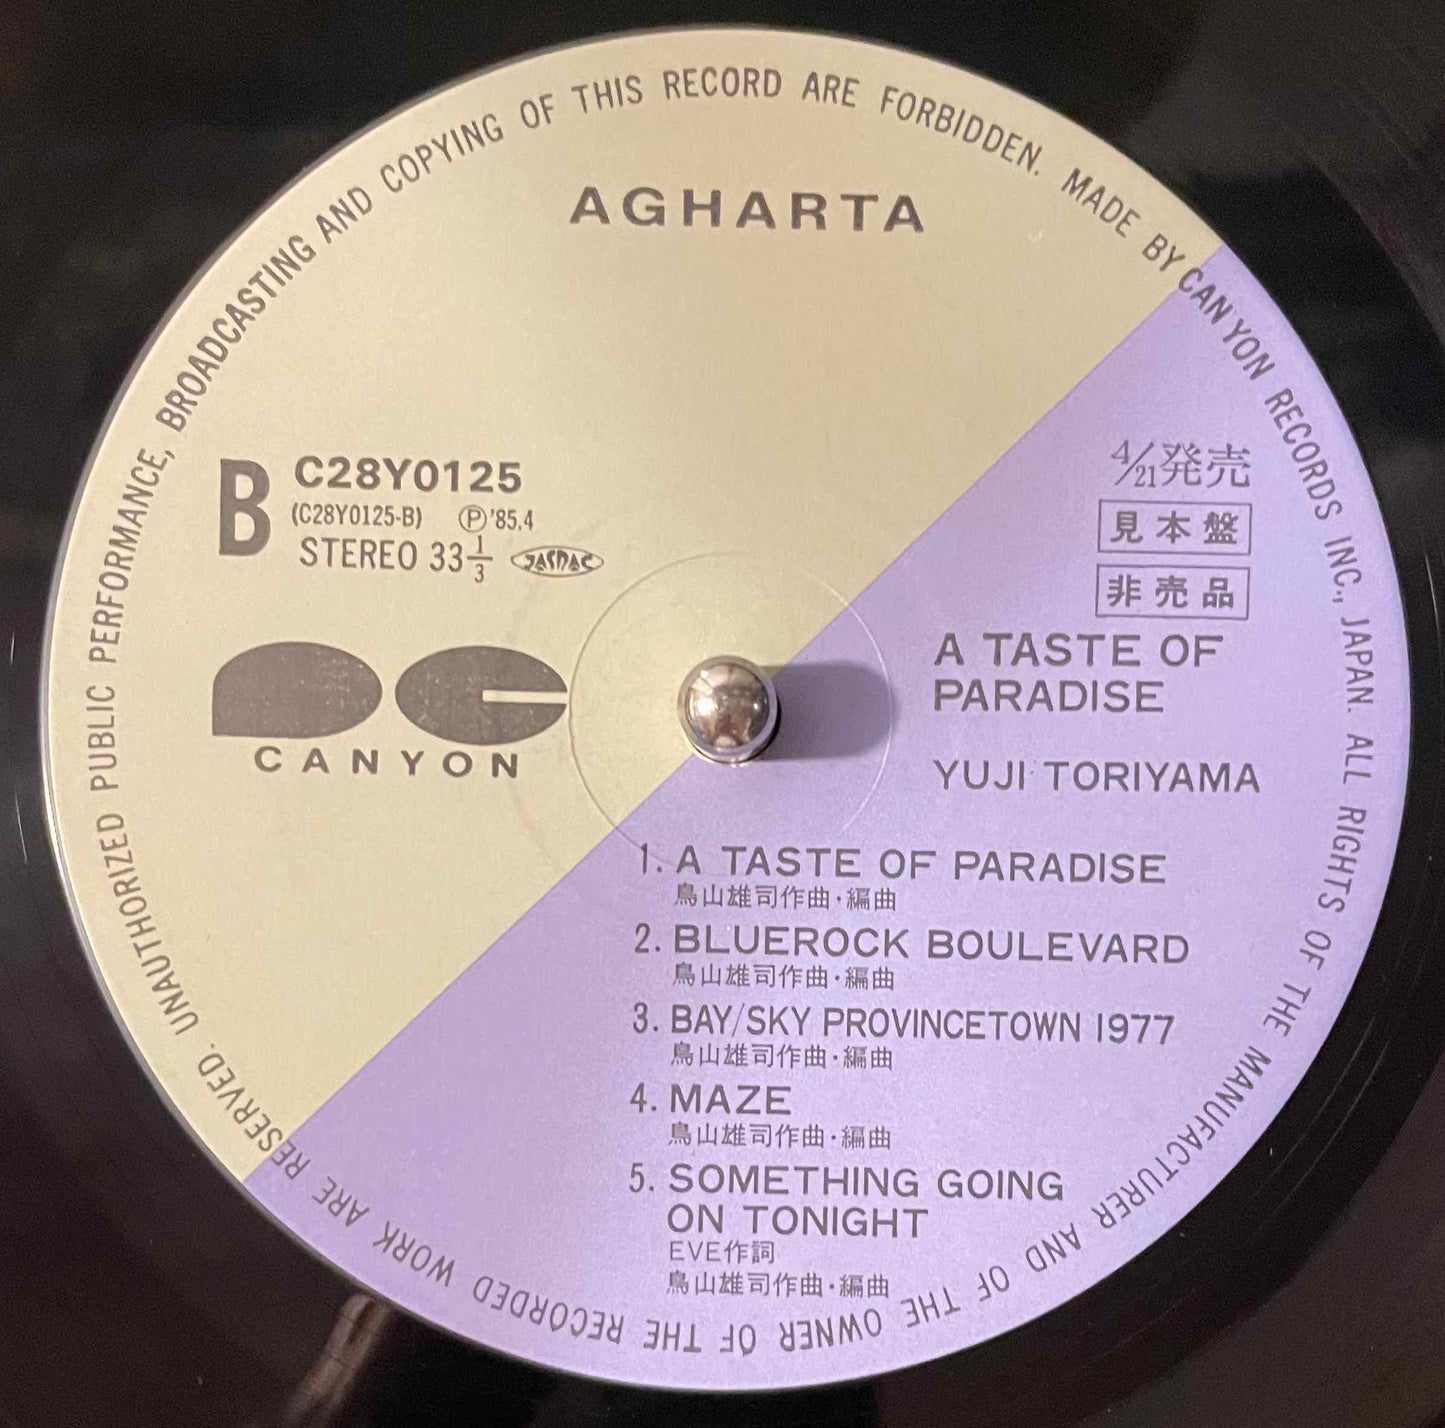 UNAUTHORIZED PUBLIC PERFORMANCE, BROADCASTING AND COPYING OF THIS RECORD ARE FORBIDDEN. MADE BY CANYON RECORDS INC., JAPAN. ALL RIGHTS OF THE MANUFACTURER AND OF THE OWNER OF THE RECORDED WORK ARE RESERVED.
AGHARTA
B
C28Y0125
(C28Y0125-B) Ⓟ'85.4
STEREO 33 1/3 JASRAC
CANYON
4/21発売
見本盤
非売品
A TASTE OF
PARADISE
YUJI TORIYAMA
1. A TASTE OF PARADISE
鳥山雄司作曲・編曲
2. BLUEROCK BOULEVARD
鳥山雄司作曲・編曲
3. BAY/SKY PROVINCETOWN 1977
鳥山雄司作曲・編曲
4. MAZE
鳥山雄司作曲・編曲
5. SOMETHING GOING
ON TONIGHT
EVE作詞
鳥山雄司作曲・編曲